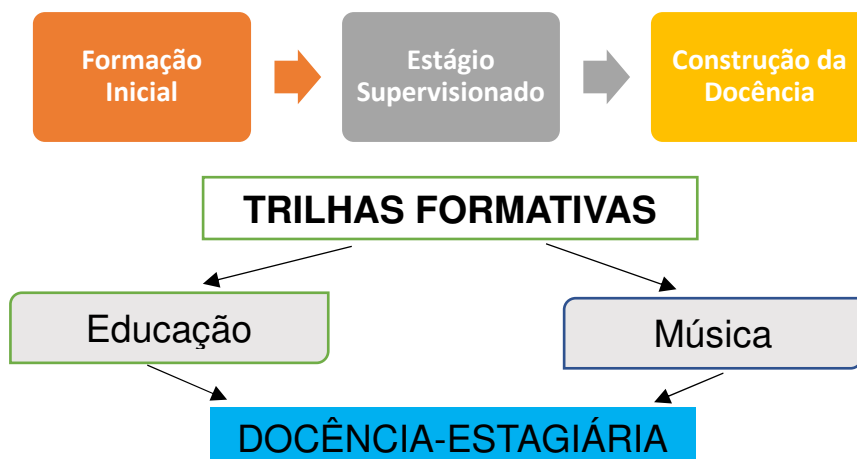 Formação
Inicial
Estágio
Supervisionado
Construção da
Docência
TRILHAS FORMATIVAS
Educação
Música
DOCÊNCIA-ESTAGIÁRIA